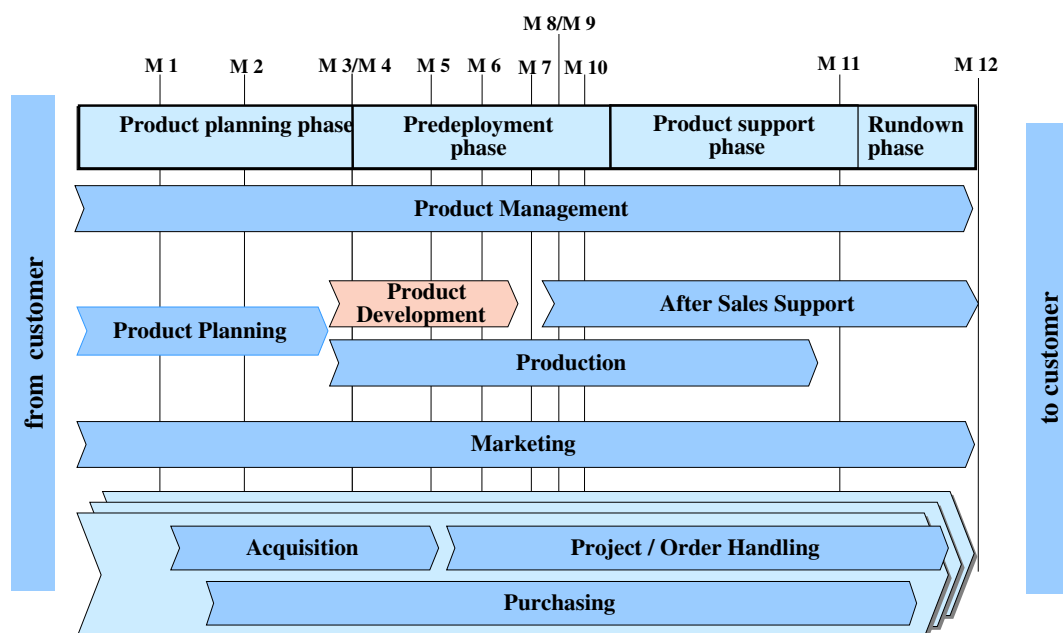 M 8/M 9
M 1
M 2
M 3/M 4
M 5
M 6
M 7
M 10
M 11
M 12
Product planning phase
Predeployment
phase
Product support
phase
Rundown
phase
Product Management
from customer
to customer
Product
Development
After Sales Support
Product Planning
Production
Marketing
Acquisition
Project / Order Handling
Purchasing